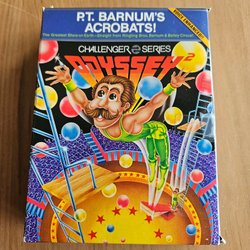 P.T. BARNUM'S
ACROBATS!
The Greatest Show on Earth—Straight from Ringling Bros. Barnum & Bailey Circus!
CHALLENGER SERIES
ODYSSEY²